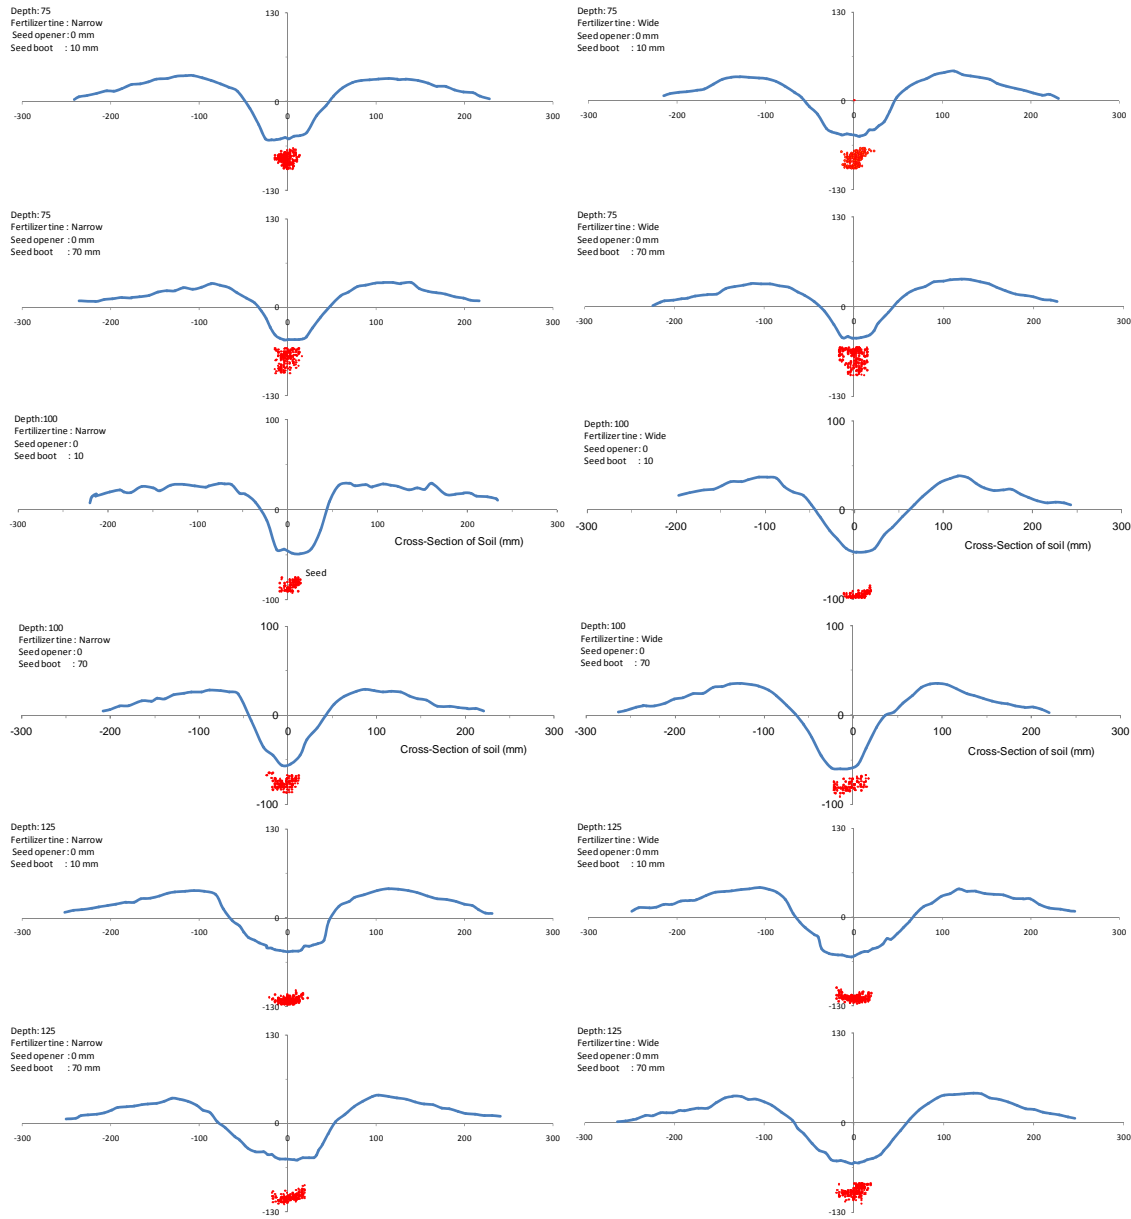 Depth: 75
Fertilizer tine : Narrow
Seed opener : 0 mm
Seed boot : 10 mm
130
0
-130
-300 -200 -100 0 100 200 300
Depth: 75
Fertilizer tine : Wide
Seed opener : 0 mm
Seed boot : 10 mm
130
0
-130
-300 -200 -100 0 100 200 300
Depth: 75
Fertilizer tine : Narrow
Seed opener : 0 mm
Seed boot : 70 mm
130
0
-130
-300 -200 -100 0 100 200 300
Depth: 75
Fertilizer tine : Wide
Seed opener : 0 mm
Seed boot : 70 mm
130
0
-130
-300 -200 -100 0 100 200 300
Depth:100
Fertilizer tine : Narrow
Seed opener : 0
Seed boot : 10
100
0
-100
-300 -200 -100 0 100 200 300
Cross-Section of Soil (mm)
Seed
Depth: 100
Fertilizer tine : Wide
Seed opener : 0
Seed boot : 10
100
0
-100
-300 -200 -100 0 100 200 300
Cross-Section of soil (mm)
Depth: 100
Fertilizer tine : Narrow
Seed opener : 0
Seed boot : 70
100
0
-100
-300 -200 -100 0 100 200 300
Cross-Section of soil (mm)
Depth: 100
Fertilizer tine : Wide
Seed opener : 0
Seed boot : 70
100
0
-100
-300 -200 -100 0 100 200 300
Cross-Section of soil (mm)
Depth: 125
Fertilizer tine : Narrow
Seed opener : 0 mm
Seed boot : 10 mm
130
0
-130
-300 -200 -100 0 100 200 300
Depth: 125
Fertilizer tine : Wide
Seed opener : 0 mm
Seed boot : 10 mm
130
0
-130
-300 -200 -100 0 100 200 300
Depth: 125
Fertilizer tine : Narrow
Seed opener : 0 mm
Seed boot : 70 mm
130
0
-130
-300 -200 -100 0 100 200 300
Depth: 125
Fertilizer tine : Wide
Seed opener : 0 mm
Seed boot : 70 mm
130
0
-130
-300 -200 -100 0 100 200 300